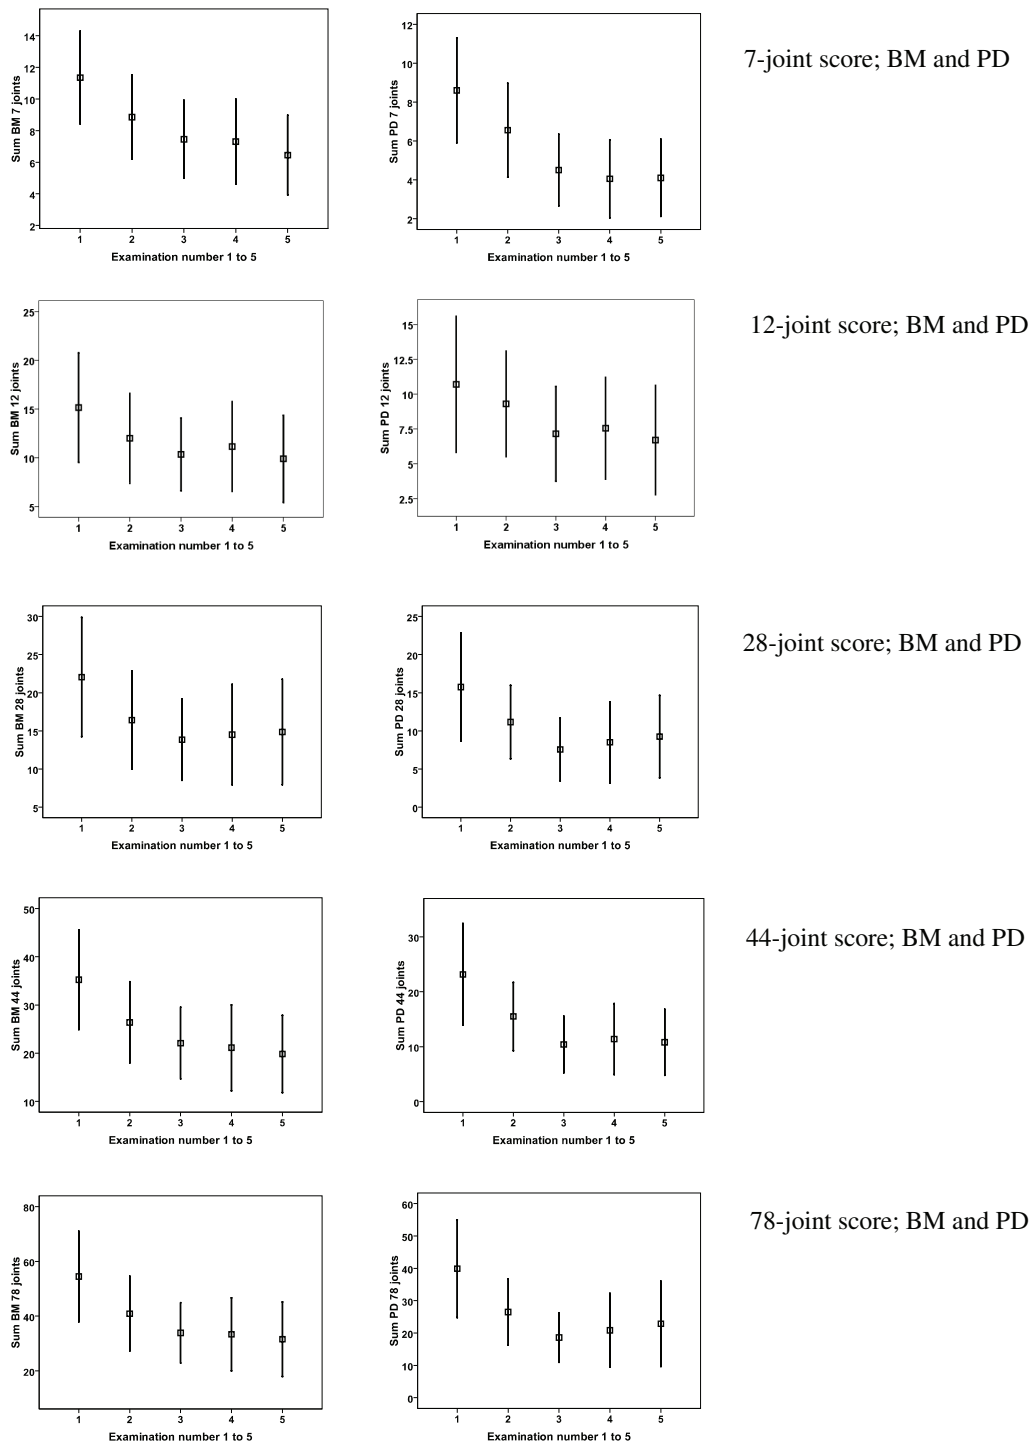 7-joint score; BM and PD
Sum BM 7 joints
14
12
10
8
6
4
2
1 2 3 4 5
Examination number 1 to 5
Sum PD 7 joints
12
10
8
6
4
2
1 2 3 4 5
Examination number 1 to 5
12-joint score; BM and PD
Sum BM 12 joints
25
20
15
10
5
1 2 3 4 5
Examination number 1 to 5
Sum PD 12 joints
15
12.5
10
7.5
5
2.5
1 2 3 4 5
Examination number 1 to 5
28-joint score; BM and PD
Sum BM 28 joints
30
25
20
15
10
5
1 2 3 4 5
Examination number 1 to 5
Sum PD 28 joints
25
20
15
10
5
0
1 2 3 4 5
Examination number 1 to 5
44-joint score; BM and PD
Sum BM 44 joints
50
40
30
20
10
1 2 3 4 5
Examination number 1 to 5
Sum PD 44 joints
30
20
10
0
1 2 3 4 5
Examination number 1 to 5
78-joint score; BM and PD
Sum BM 78 joints
80
60
40
20
1 2 3 4 5
Examination number 1 to 5
Sum PD 78 joints
60
50
40
30
20
10
0
1 2 3 4 5
Examination number 1 to 5